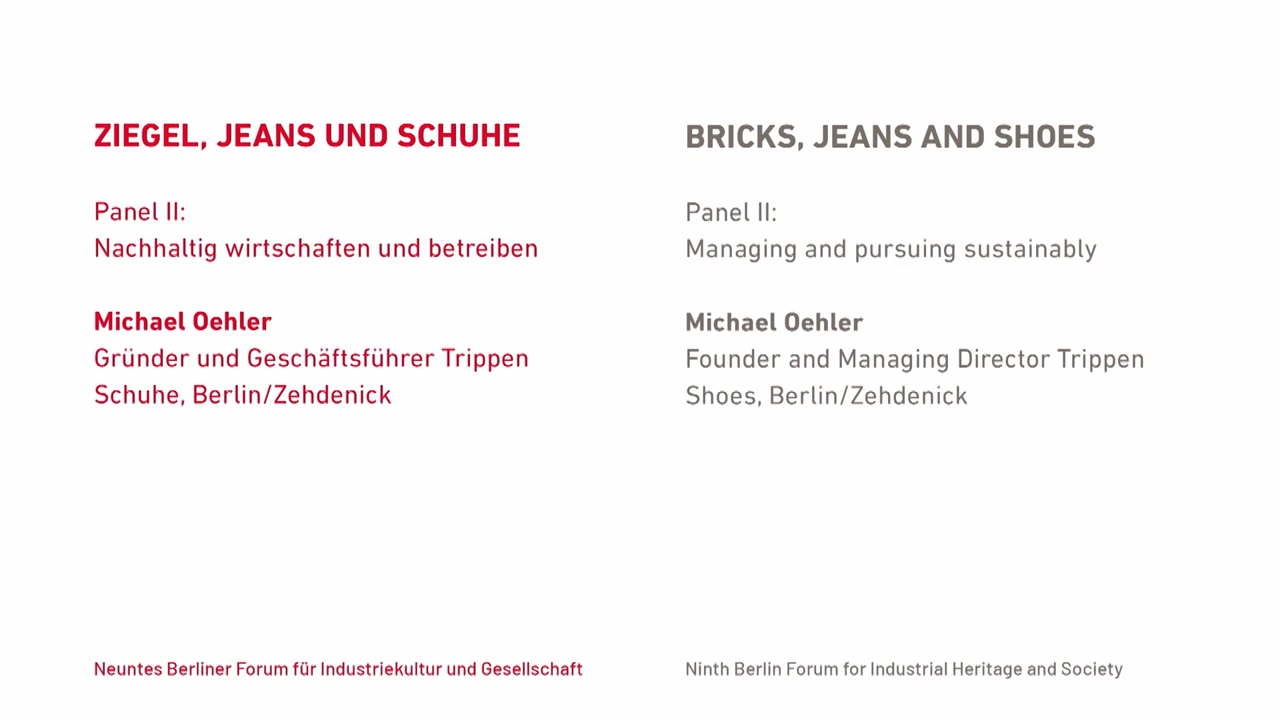 ZIEGEL, JEANS UND SCHUHE
Panel II:
Nachhaltig wirtschaften und betreiben
Michael Oehler
Gründer und Geschäftsführer Trippen
Schuhe, Berlin/Zehdenick
Neuntes Berliner Forum für Industriekultur und Gesellschaft
BRICKS, JEANS AND SHOES
Panel II:
Managing and pursuing sustainably
Michael Oehler
Founder and Managing Director Trippen
Shoes, Berlin/Zehdenick
Ninth Berlin Forum for Industrial Heritage and Society